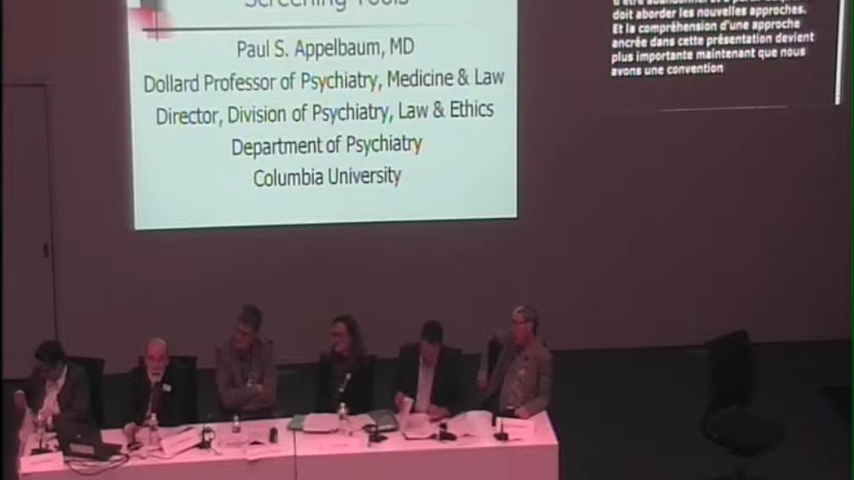 Screening Tools
Paul S. Appelbaum, MD
Dollard Professor of Psychiatry, Medicine & Law
Director, Division of Psychiatry, Law & Ethics
Department of Psychiatry
Columbia University
doit aborder les nouvelles approches.
Et la compréhension d'une approche
ancrée dans cette présentation devient
plus importante maintenant que nous
avons une convention